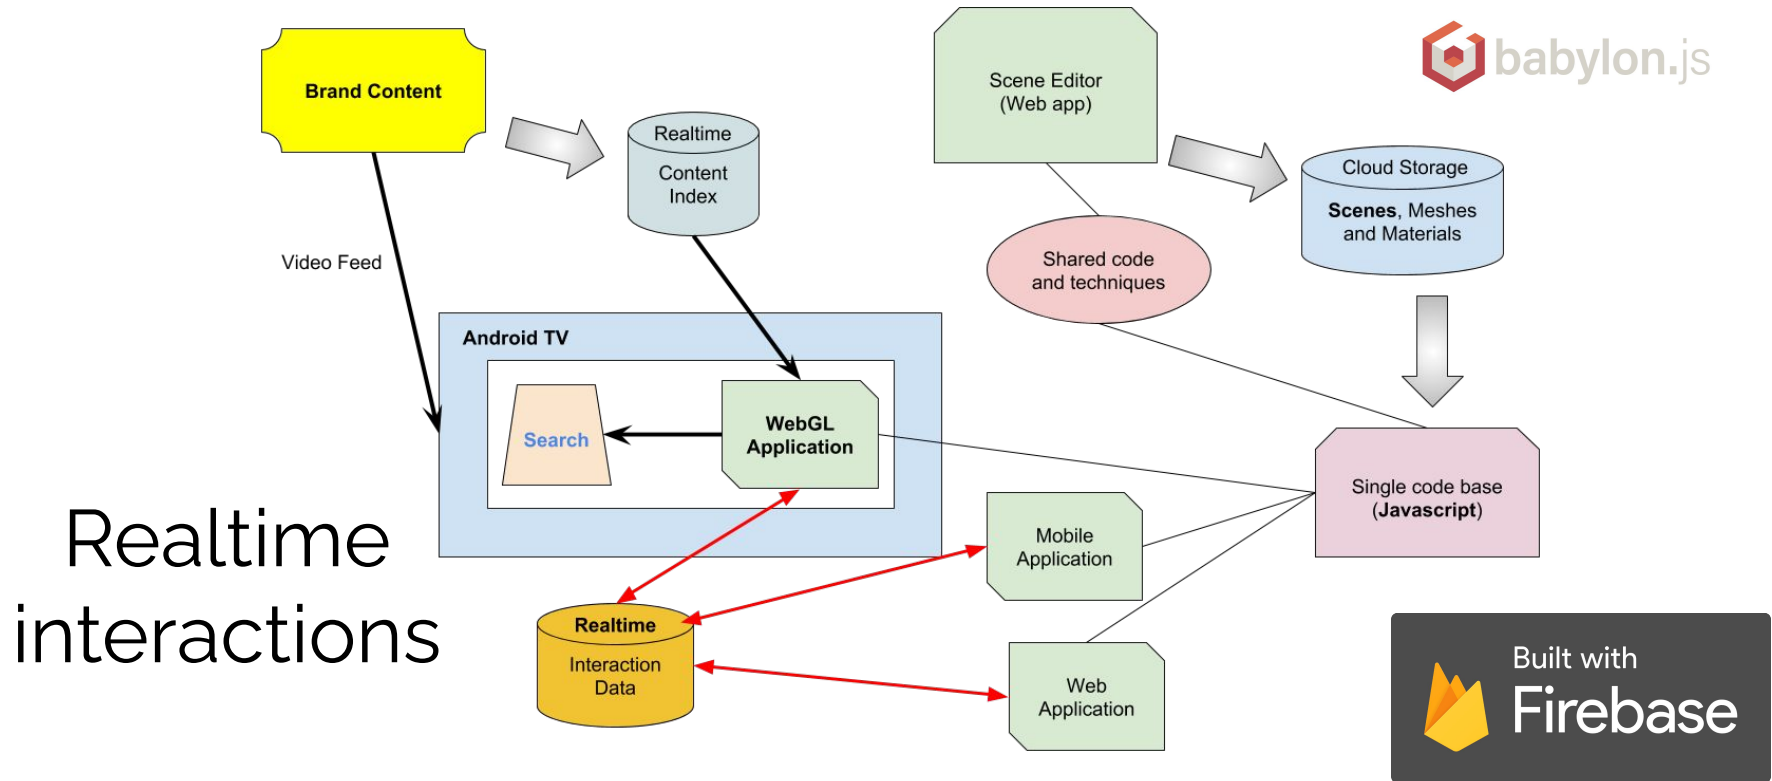 Brand Content
Realtime
Content
Index
Scene Editor
(Web app)
babylon.js
Cloud Storage
Scenes, Meshes
and Materials
Video Feed
Shared code
and techniques
Android TV
Search
WebGL
Application
Single code base
(Javascript)
Mobile
Application
Realtime
interactions
Realtime
Interaction
Data
Web
Application
Built with
Firebase